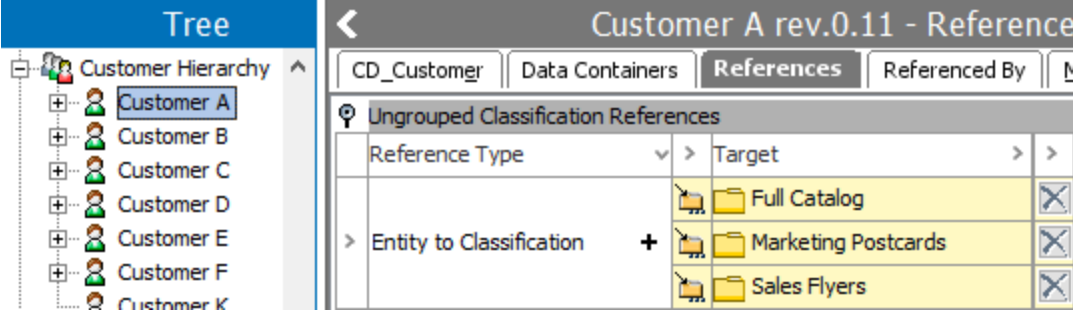 Tree
Customer Hierarchy
Customer A
Customer B
Customer C
Customer D
Customer E
Customer F
Customer K
Customer A rev.0.11 - Reference
CD_Customer Data Containers References Referenced By
Ungrouped Classification References
Reference Type > Target > >
> Entity to Classification +
Full Catalog
Marketing Postcards
Sales Flyers